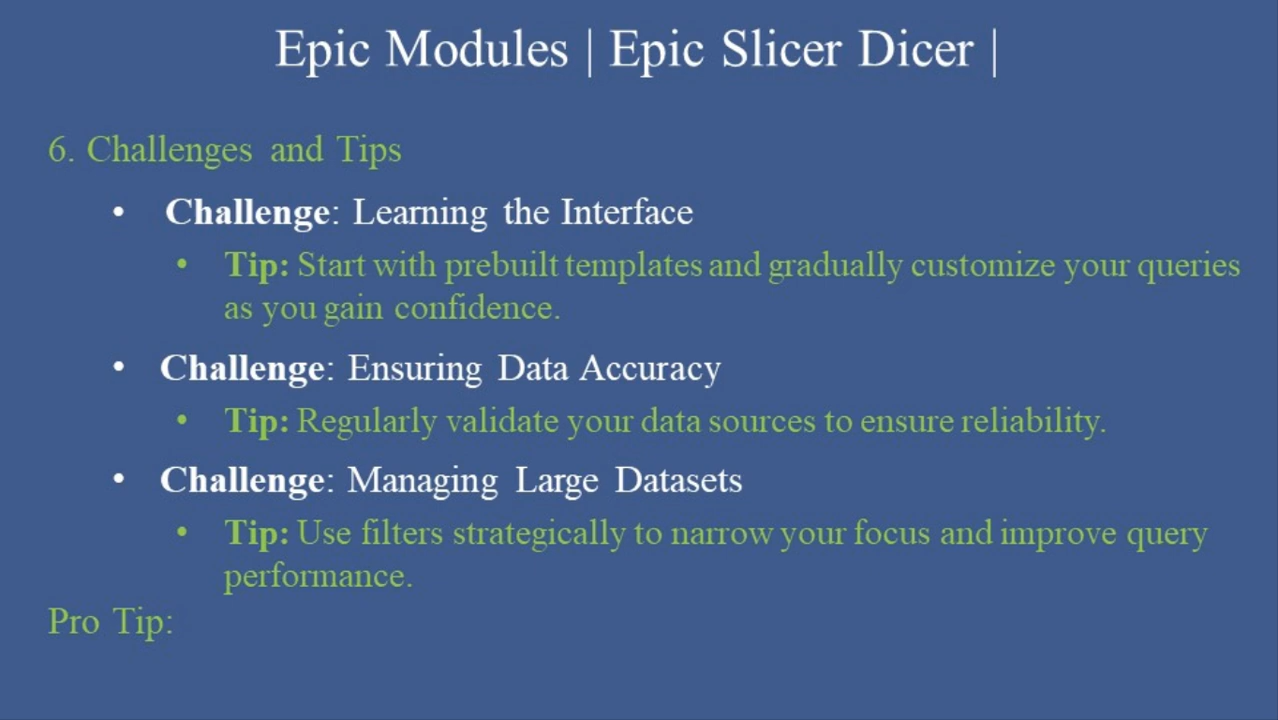 Epic Modules | Epic Slicer Dicer |
6. Challenges and Tips
• Challenge: Learning the Interface
• Tip: Start with prebuilt templates and gradually customize your queries
as you gain confidence.
• Challenge: Ensuring Data Accuracy
• Tip: Regularly validate your data sources to ensure reliability.
• Challenge: Managing Large Datasets
• Tip: Use filters strategically to narrow your focus and improve query
performance.
Pro Tip: